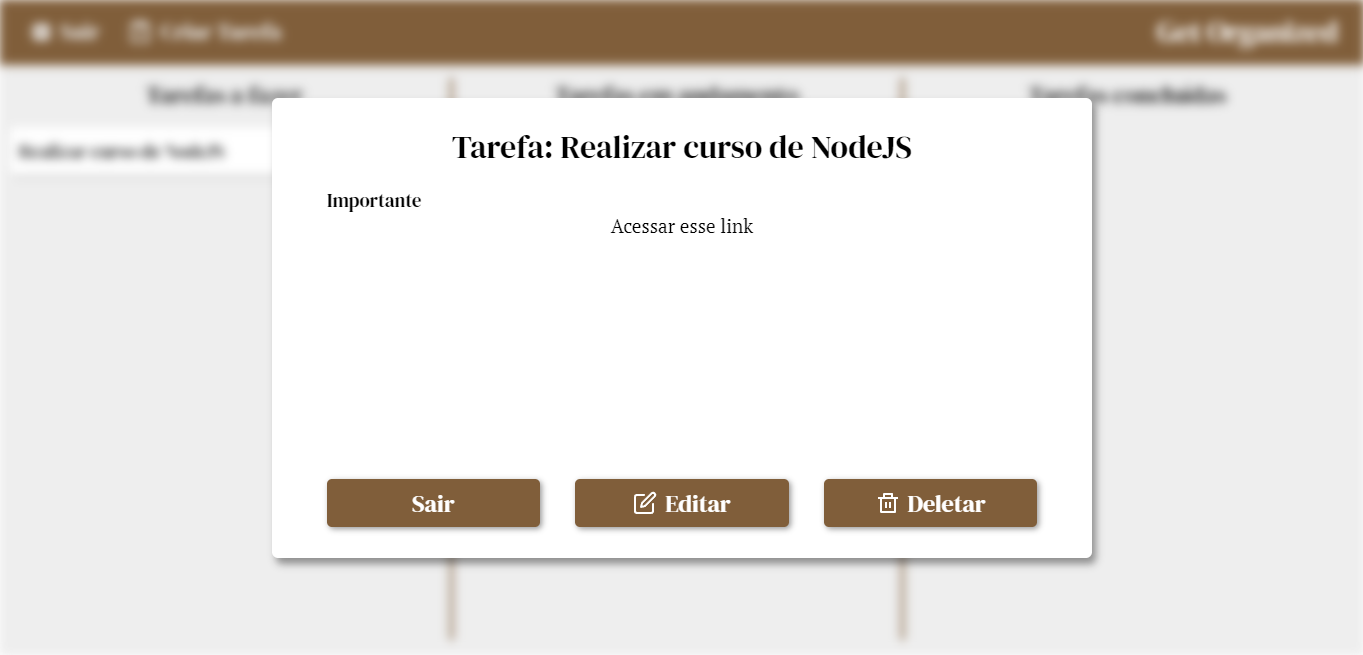 Sair
Criar Tarefa
Get Organized
Tarefas a fazer
Tarefas em andamento
Tarefas concluídas
Realizar curso de NodeJS
Tarefa: Realizar curso de NodeJS
Importante
Acessar esse link
Sair
Editar
Deletar